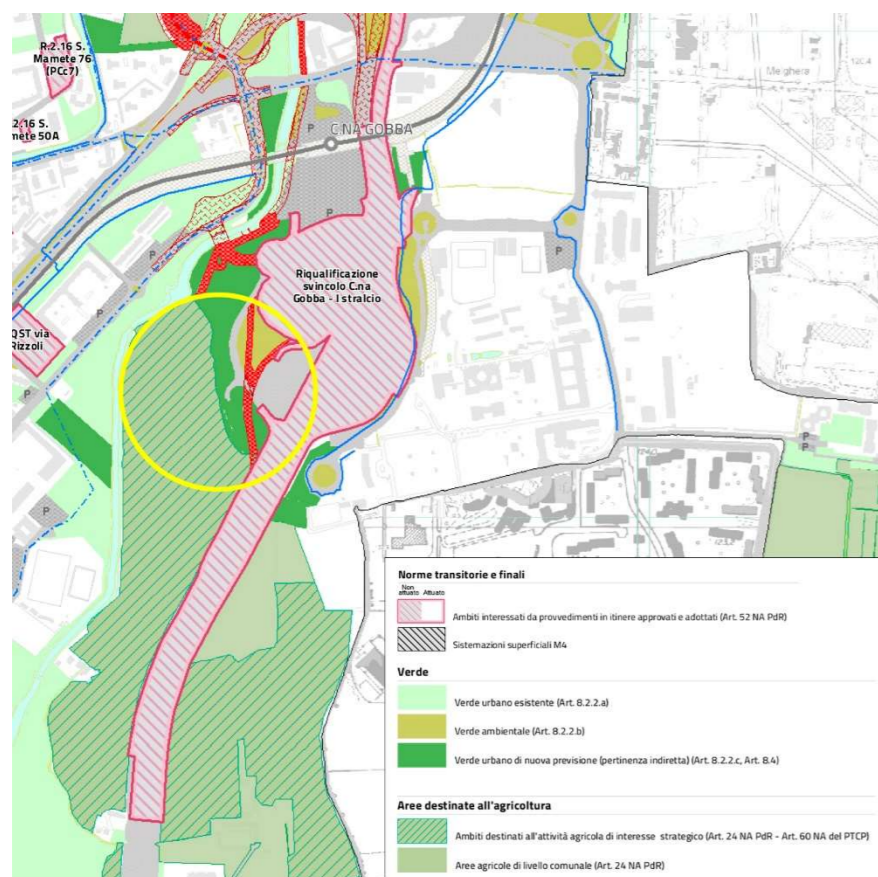 R.2.16 S.
Mamete 76
(PCc7)
2.16 S.
mete 50A
P
C.NA GOBBA
Melghera
P
P
P
Riqualificazione
svincolo C.na
Gobba - I stralcio
QST via
Rizzoli
P
P
P
P
Norme transitorie e finali
Non
attuato Attuato
Ambiti interessati da provvedimenti in itinere approvati e adottati (Art. 52 NA PdR)
Sistemazioni superficiali M4
Verde
Verde urbano esistente (Art. 8.2.2.a)
Verde ambientale (Art. 8.2.2.b)
Verde urbano di nuova previsione (pertinenza indiretta) (Art. 8.2.2.c, Art. 8.4)
Aree destinate all'agricoltura
Ambiti destinati all'attività agricola di interesse strategico (Art. 24 NA PdR - Art. 60 NA del PTCP)
Aree agricole di livello comunale (Art. 24 NA PdR)